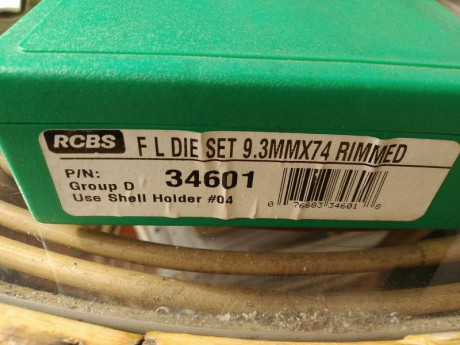 RCBS F L DIE SET 9.3MMX74 RIMMED
P/N: 34601
Group D
Use Shell Holder #04
0 76683 34601 8